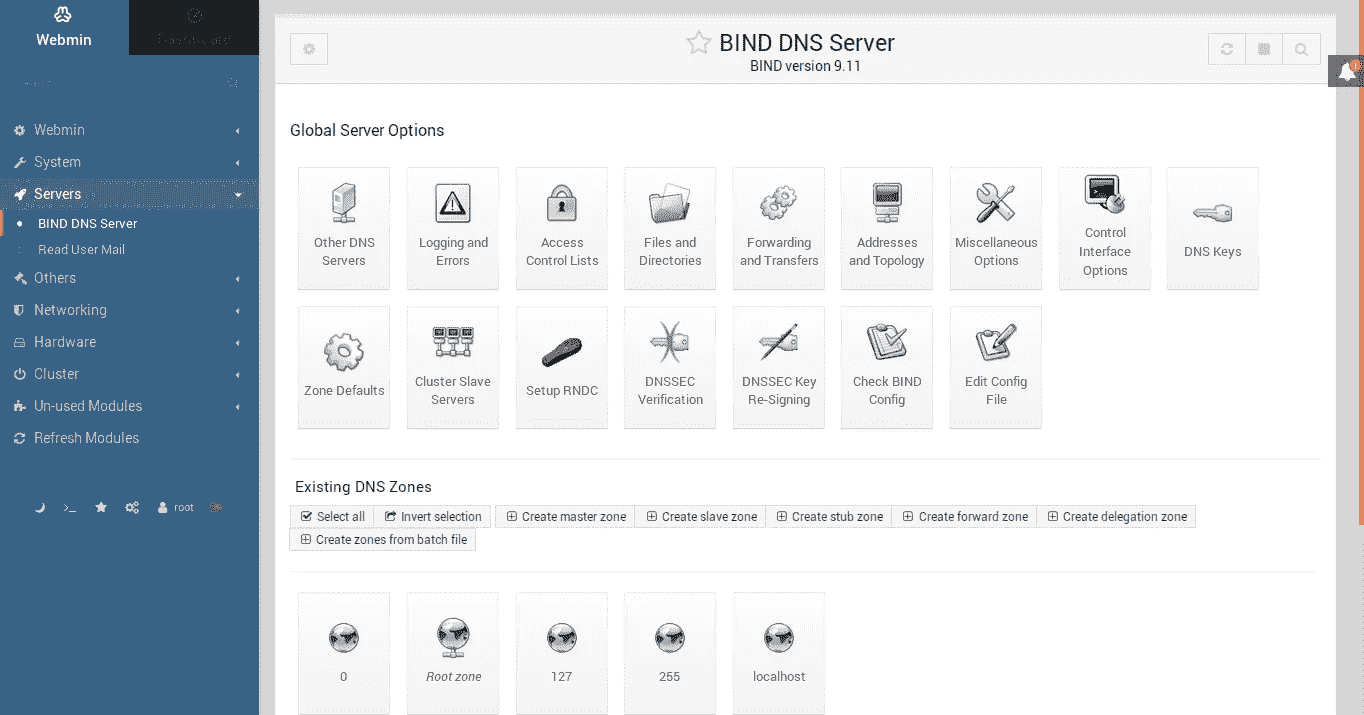 Webmin
BIND DNS Server
BIND version 9.11
Webmin
System
Servers
BIND DNS Server
Read User Mail
Others
Networking
Hardware
Cluster
Un-used Modules
Refresh Modules
root
Global Server Options
Other DNS
Servers
Logging and
Errors
Access
Control Lists
Files and
Directories
Forwarding
and Transfers
Addresses
and Topology
Miscellaneous
Options
Control
Interface
Options
DNS Keys
Zone Defaults
Cluster Slave
Servers
Setup RNDC
DNSSEC
Verification
DNSSEC Key
Re-Signing
Check BIND
Config
Edit Config
File
Existing DNS Zones
Select all
Invert selection
Create master zone
Create slave zone
Create stub zone
Create forward zone
Create delegation zone
Create zones from batch file
0
Root zone
127
255
localhost